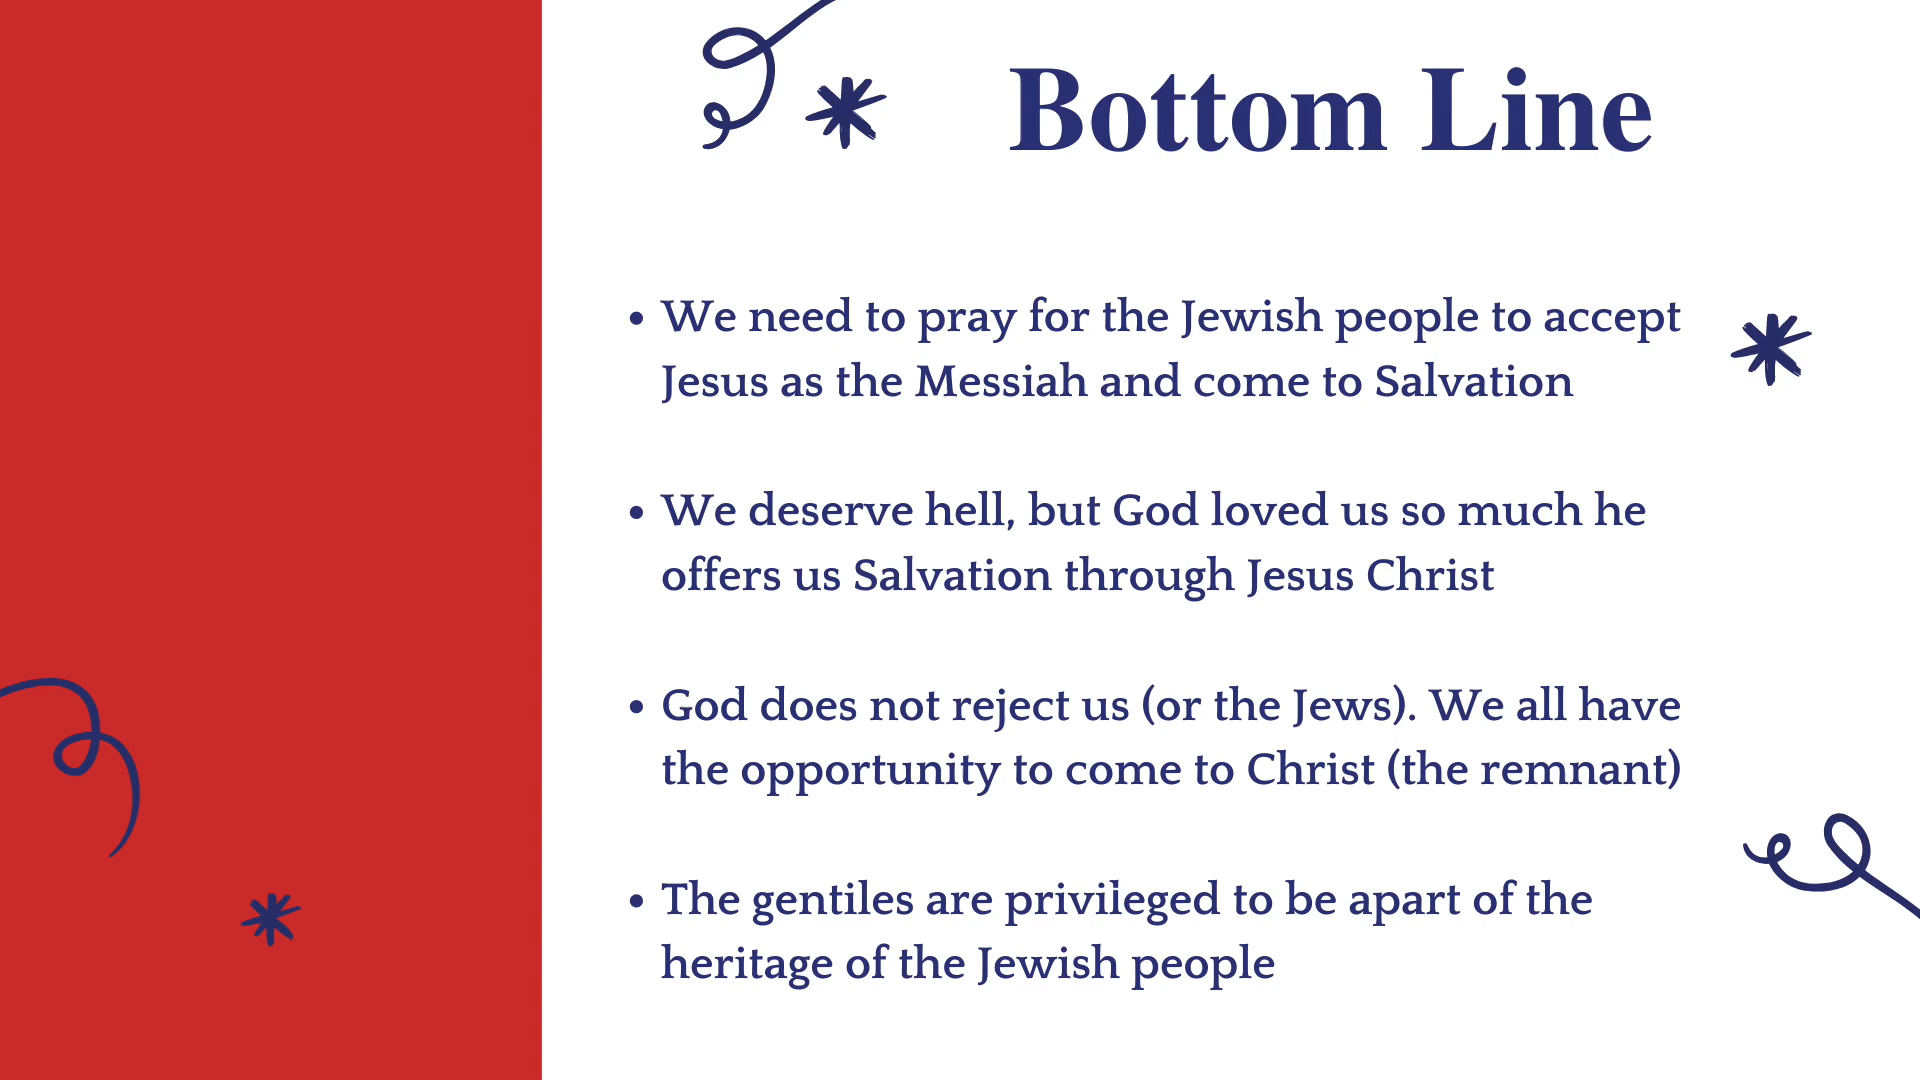 Bottom Line
• We need to pray for the Jewish people to accept
Jesus as the Messiah and come to Salvation
• We deserve hell, but God loved us so much he
offers us Salvation through Jesus Christ
• God does not reject us (or the Jews). We all have
the opportunity to come to Christ (the remnant)
• The gentiles are privileged to be apart of the
heritage of the Jewish people